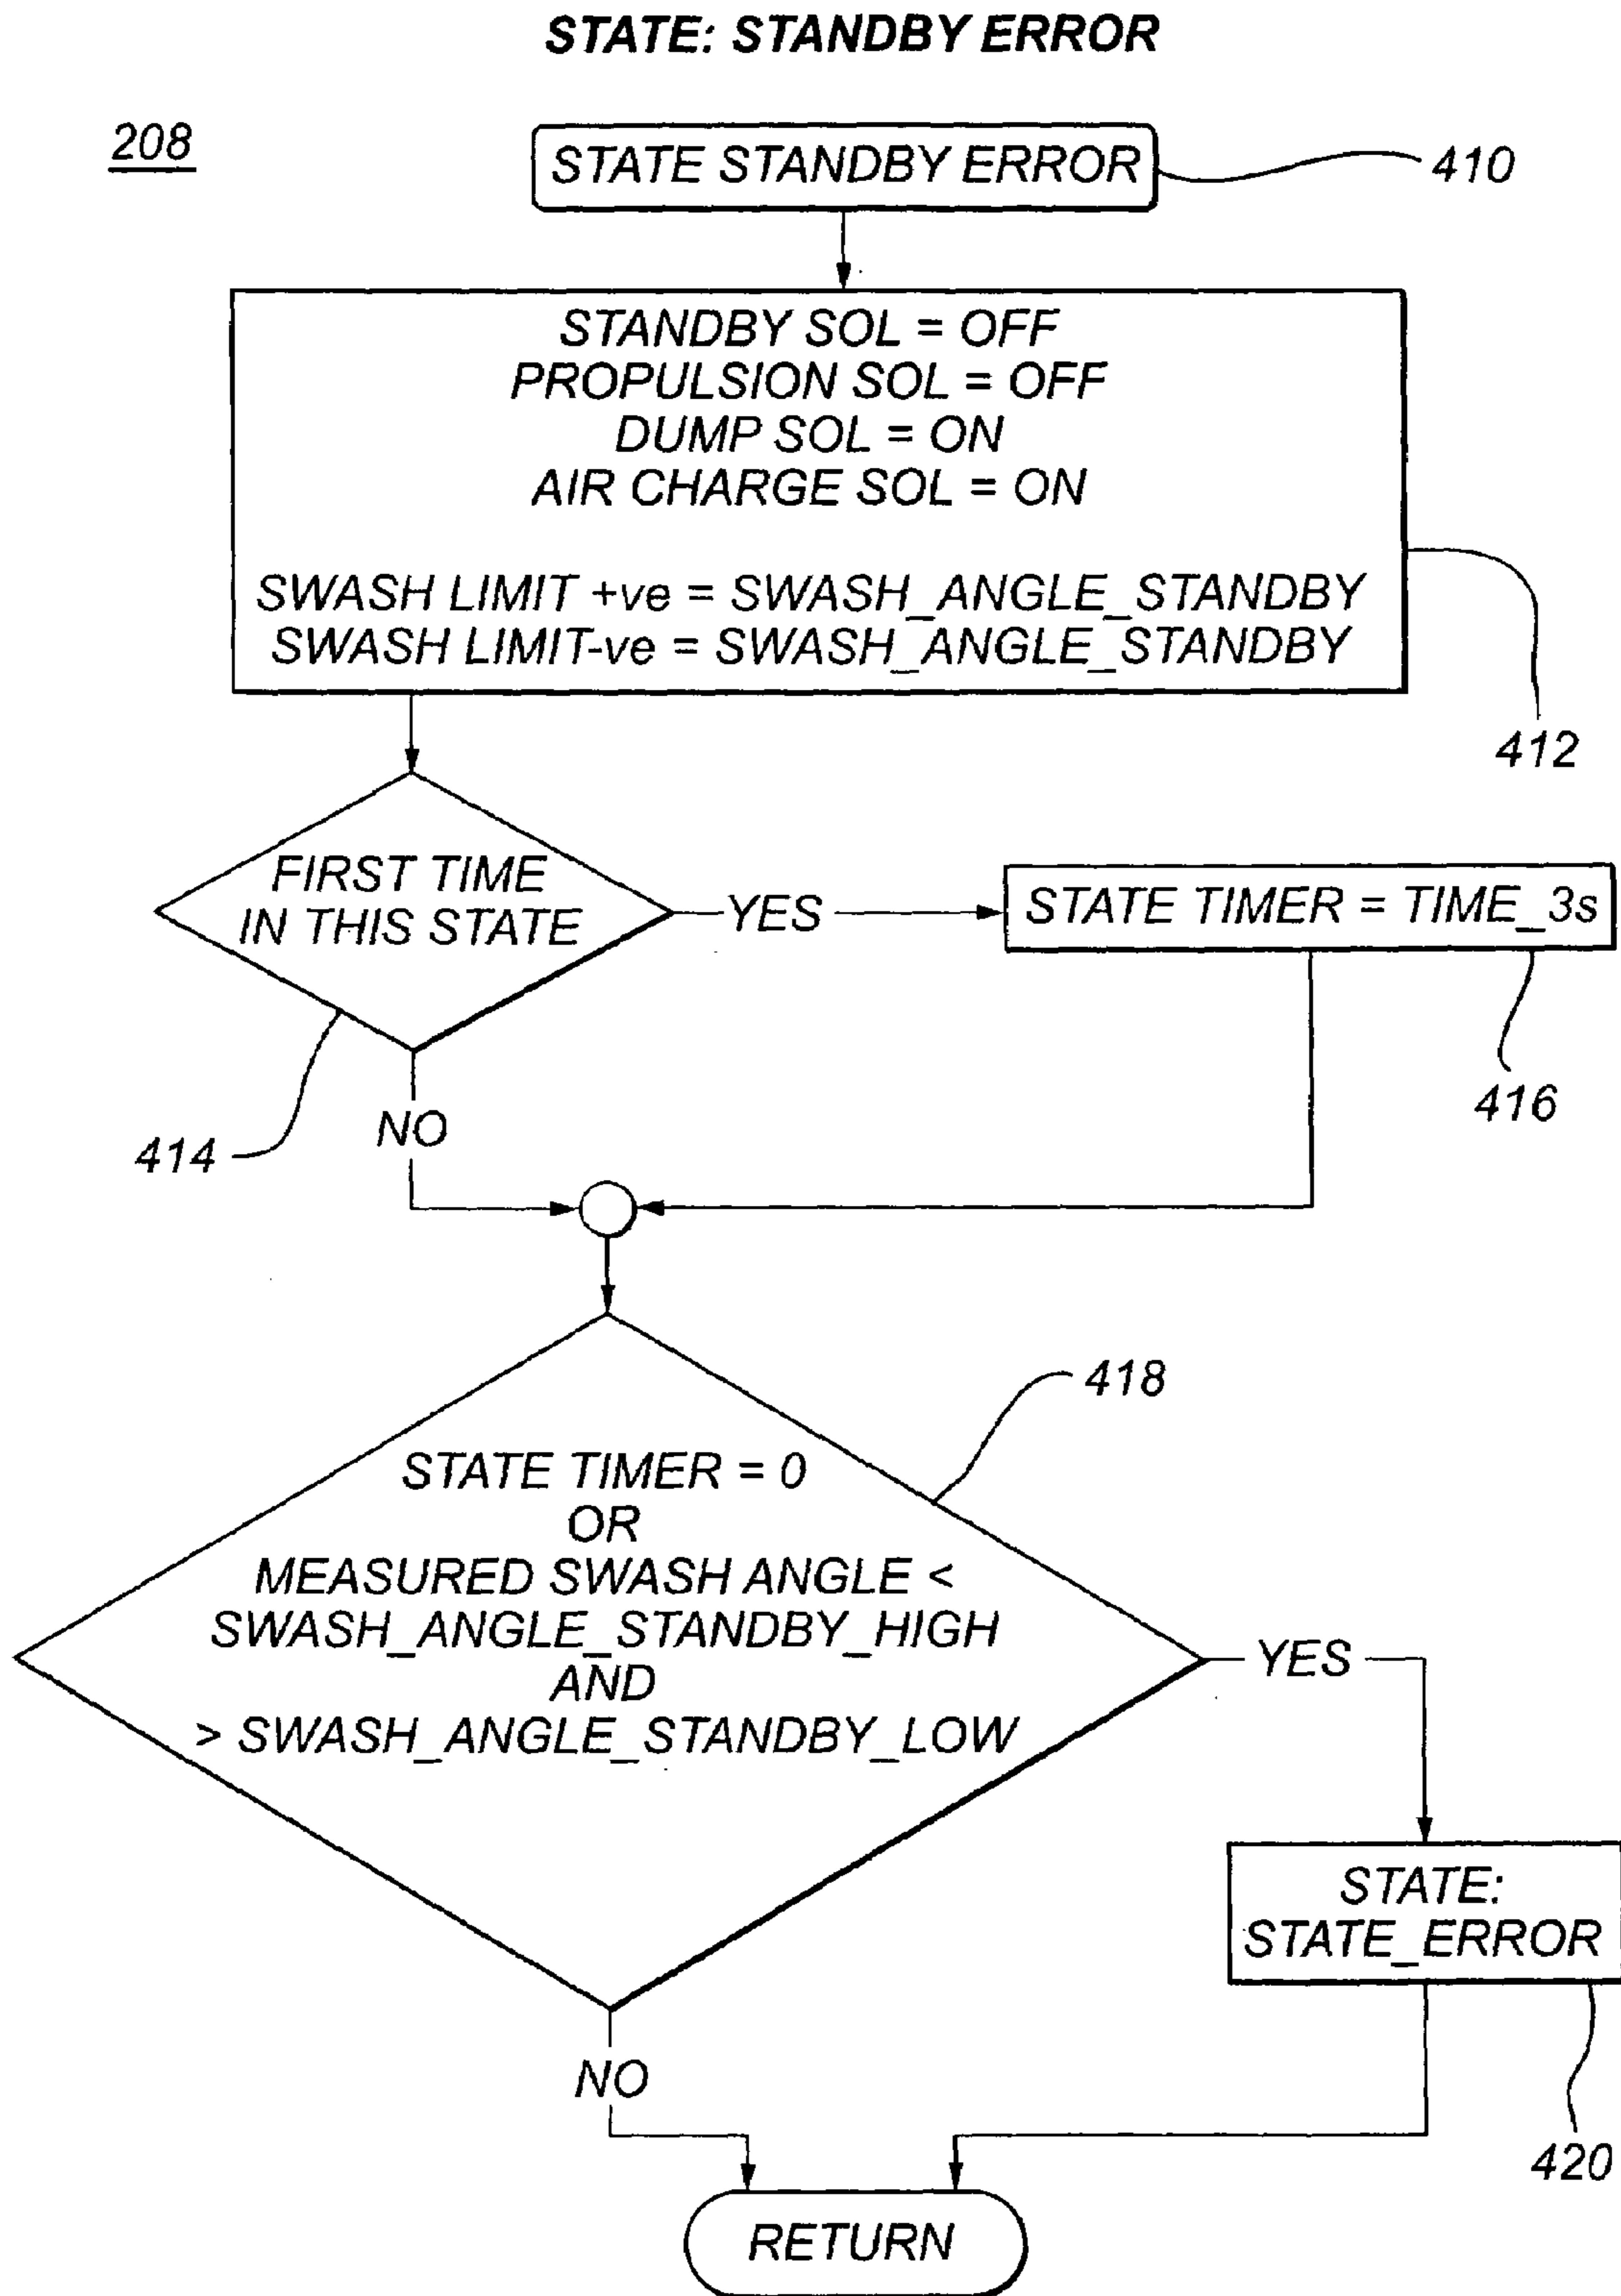 STATE: STANDBY ERROR
208
STATE STANDBY ERROR
410
STANDBY SOL = OFF
PROPULSION SOL = OFF
DUMP SOL = ON
AIR CHARGE SOL = ON
SWASH LIMIT +ve = SWASH_ANGLE_STANDBY
SWASH LIMIT-ve = SWASH_ANGLE_STANDBY
412
FIRST TIME
IN THIS STATE
YES
STATE TIMER = TIME_3s
416
414
NO
418
STATE TIMER = 0
OR
MEASURED SWASH ANGLE <
SWASH_ANGLE_STANDBY_HIGH
AND
> SWASH_ANGLE_STANDBY_LOW
YES
STATE:
STATE_ERROR
420
NO
RETURN